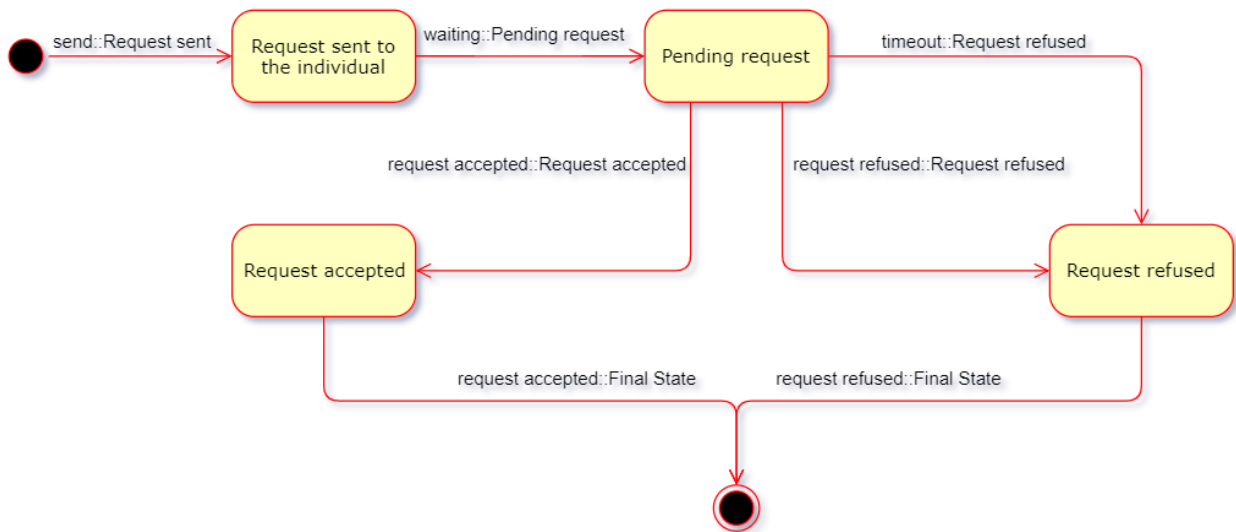 send::Request sent
Request sent to
the individual
waiting::Pending request
Pending request
timeout::Request refused
request accepted::Request accepted
request refused::Request refused
Request accepted
Request refused
request accepted::Final State
request refused::Final State